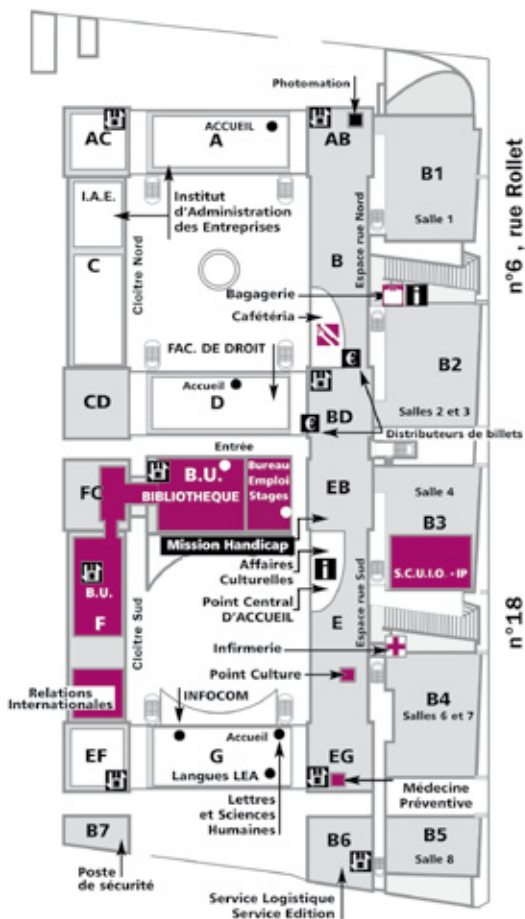 Photomation
AC
ACCUEIL
A
AB
B1
Salle 1
n°6 , rue Rollet
I.A.E.
Institut
d'Administration
des Entreprises
C
Cloître Nord
B
Espace rue Nord
Bagagerie
i
Cafétéria
€
FAC. DE DROIT
B2
Salles 2 et 3
CD
Accueil
D
BD
€
Distributeurs de billets
Entrée
FC
B.U.
BIBLIOTHEQUE
Bureau
Emploi
Stages
EB
Salle 4
B3
Mission Handicap
Affaires
Culturelles
i
S.C.U.I.O. - IP
B.U.
F
Cloître Sud
Point Central
D'ACCUEIL
E
Espace rue Sud
n°18
Infirmerie
Point Culture
Relations
Internationales
INFOCOM
B4
Salles 6 et 7
EF
Accueil
G
Langues LEA
EG
Lettres
et Sciences
Humaines
Médecine
Préventive
B7
Poste
de sécurité
B6
B5
Salle 8
Service Logistique
Service Edition